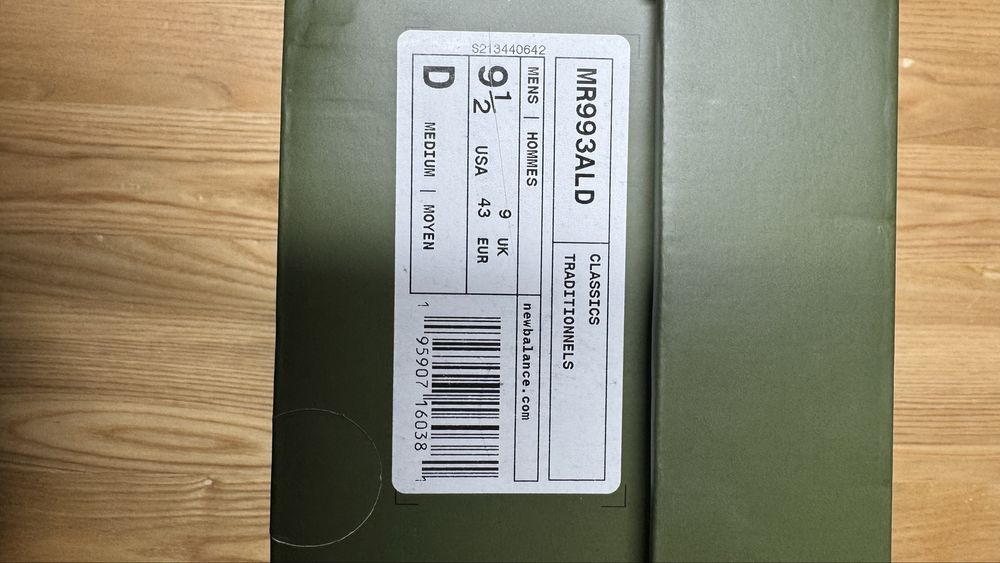 S213440642
MR993ALD
CLASSICS
TRADITIONNELS
MENS | HOMMES
9 1/2 USA
9 UK
43 EUR
D MEDIUM | MOYEN
newbalance.com
1 95907 16038 1